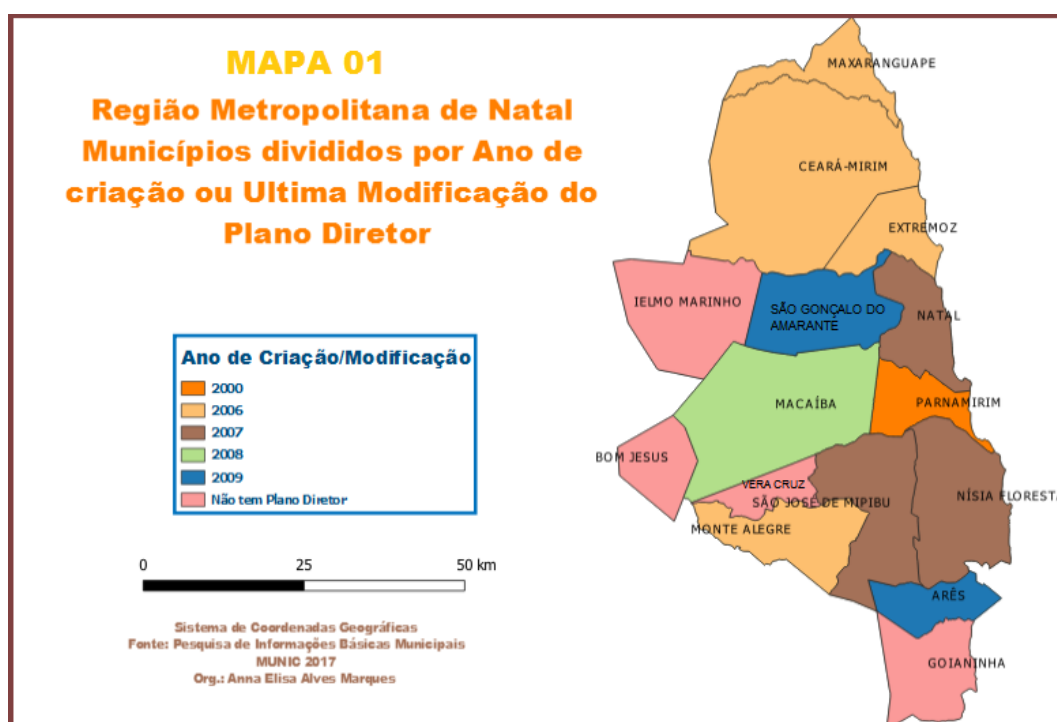 MAPA 01
Região Metropolitana de Natal
Municípios divididos por Ano de
criação ou Ultima Modificação do
Plano Diretor
MAXARANGUAPE
CEARÁ-MIRIM
EXTREMOZ
IELMO MARINHO
SÃO GONÇALO DO
AMARANTE
NATAL
MACAÍBA
PARNAMIRIM
BOM JESUS
VERA CRUZ
SÃO JOSÉ DE MIPIBU
NÍSIA FLOREST
MONTE ALEGRE
ARÊS
GOIANINHA
Ano de Criação/Modificação
2000
2006
2007
2008
2009
Não tem Plano Diretor
0 25 50 km
Sistema de Coordenadas Geográficas
Fonte: Pesquisa de Informações Básicas Municipais
MUNIC 2017
Org.: Anna Elisa Alves Marques